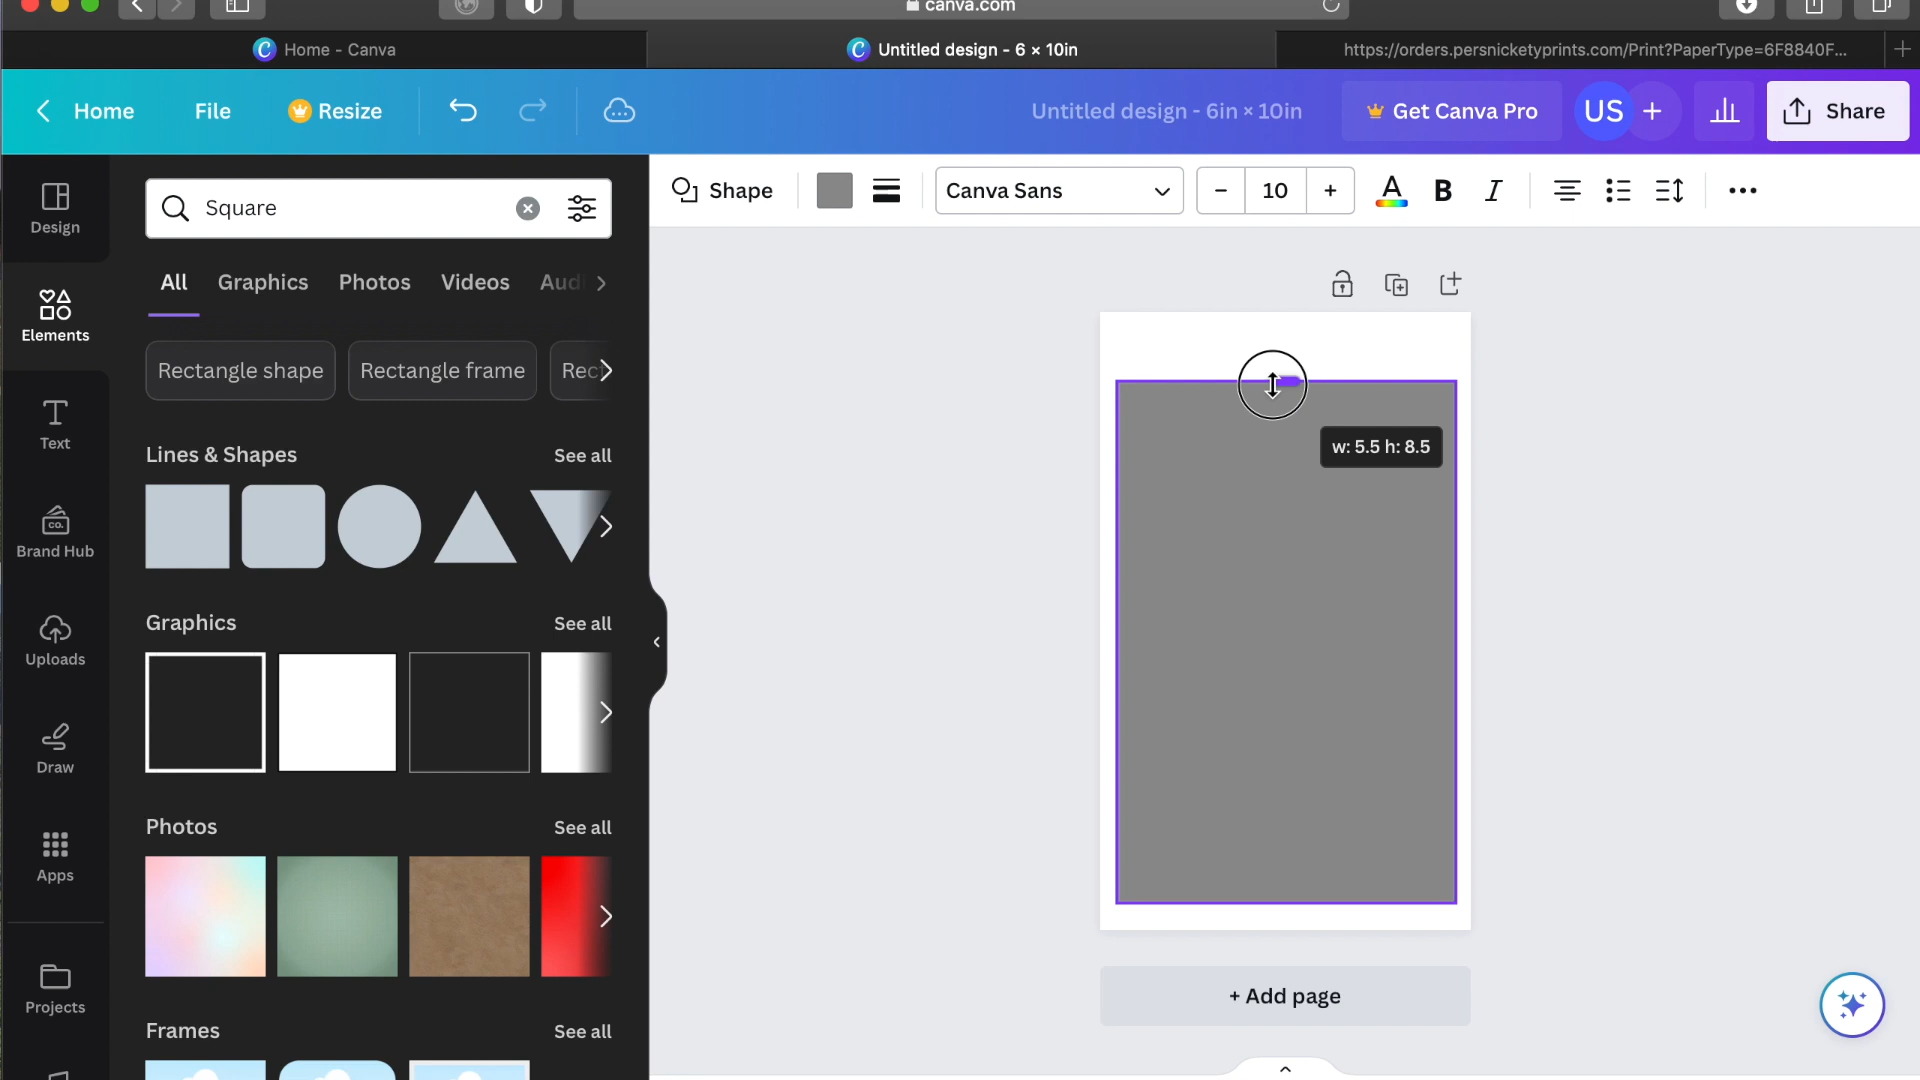 canva.com
Home - Canva
Untitled design - 6 × 10in
https://orders.persnicketyprints.com/Print?PaperType=6F8840F...
Home
File
Resize
Untitled design - 6in × 10in
Get Canva Pro
US
+
Share
Design
Elements
Text
CO.
Brand Hub
Uploads
Draw
Apps
Projects
Square
All
Graphics
Photos
Videos
Audi
Rectangle shape
Rectangle frame
Rec
Lines & Shapes
See all
Graphics
See all
Photos
See all
Frames
See all
Shape
Canva Sans
− 10 +
A
B
I
w: 5.5 h: 8.5
+ Add page